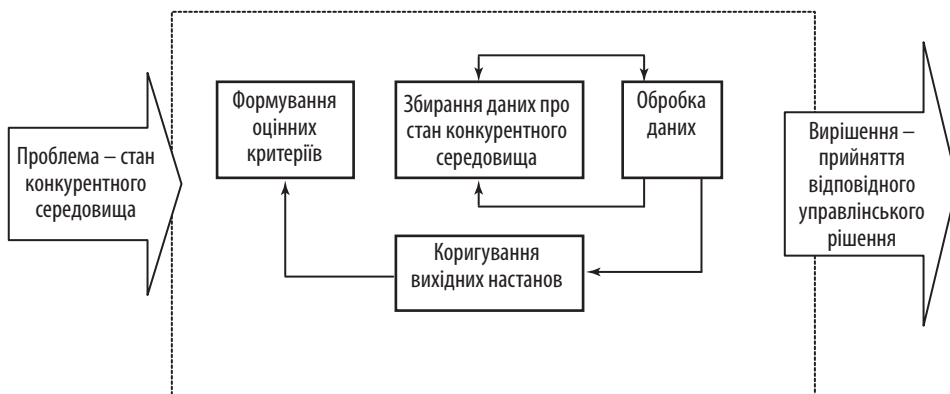 Проблема – стан
конкурентного
середовища
Формування
оцінних
критеріїв
Збирання даних про
стан конкурентного
середовища
Обробка
даних
Коригування
вихідних настанов
Вирішення –
прийняття
відповідного
управлінського
рішення